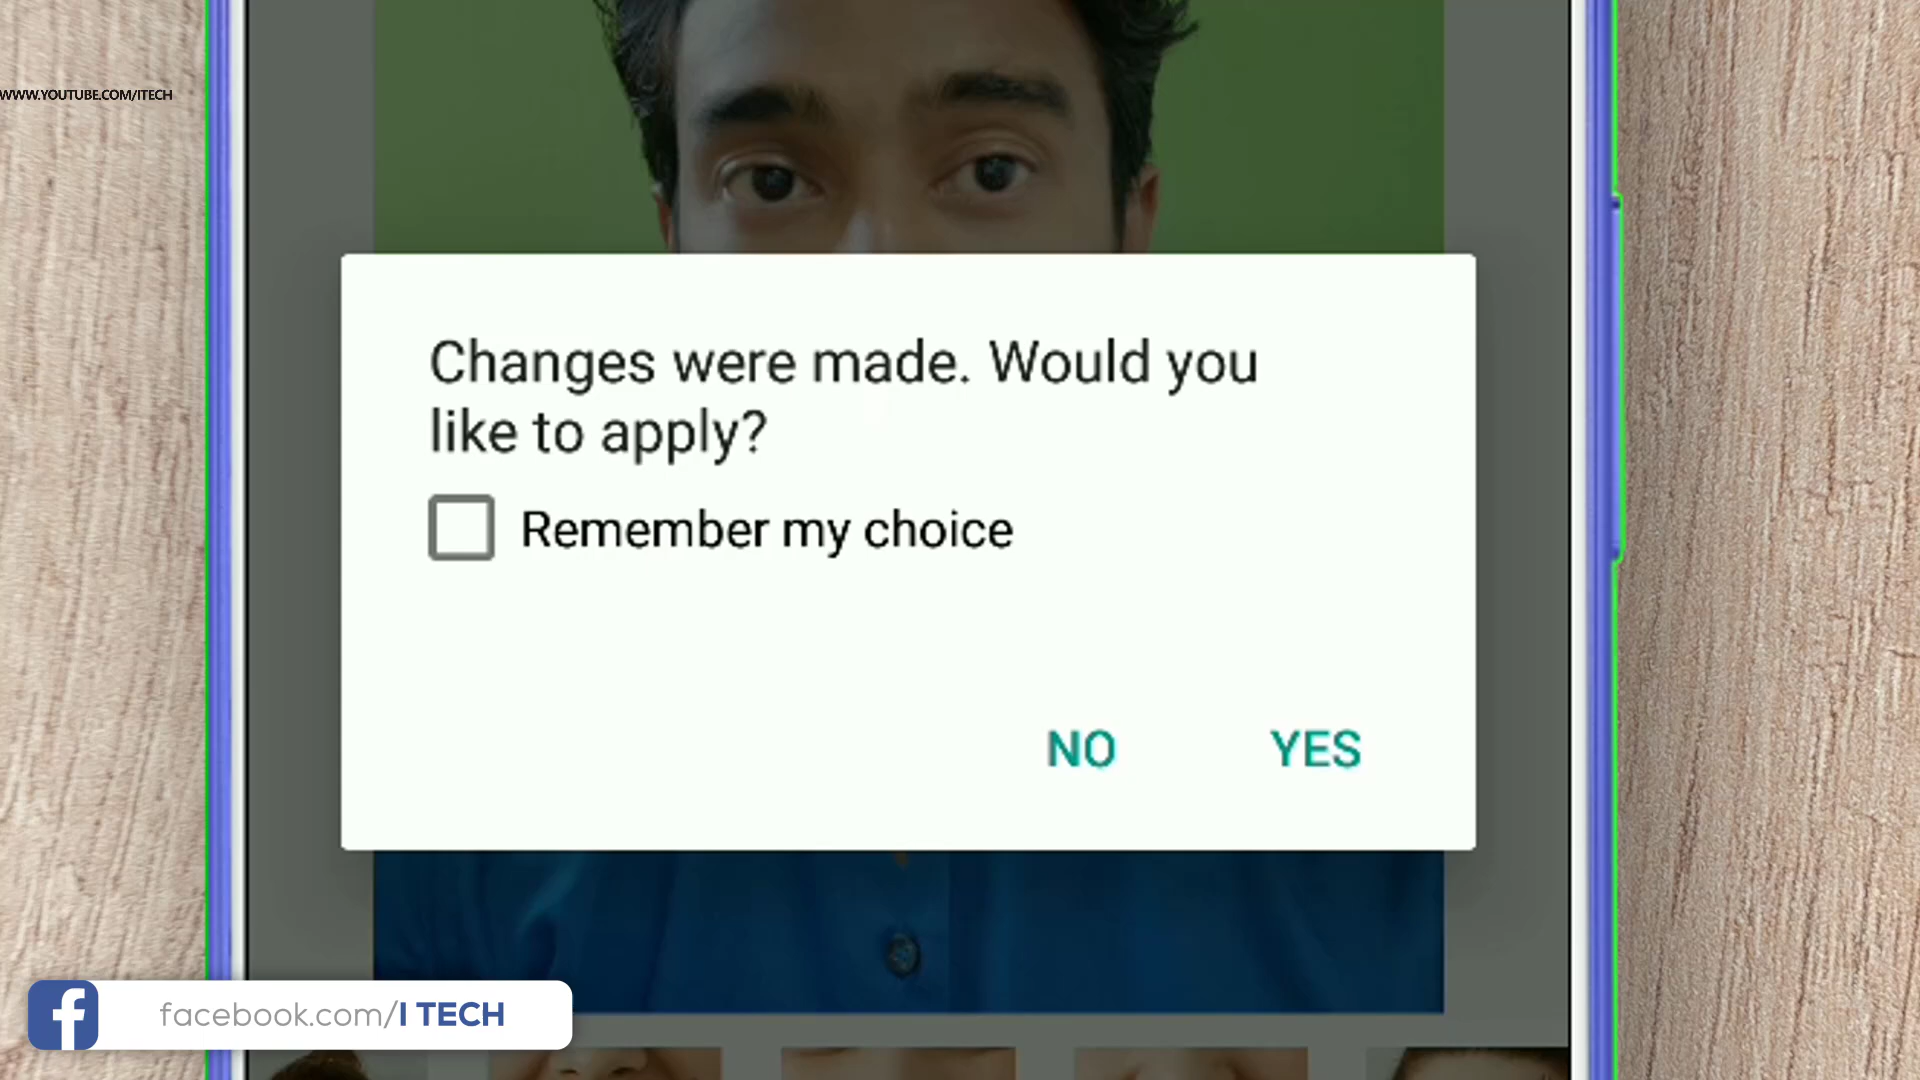 WWW.YOUTUBE.COM/ITECH
Changes were made. Would you
like to apply?
Remember my choice
NO YES
facebook.com/I TECH